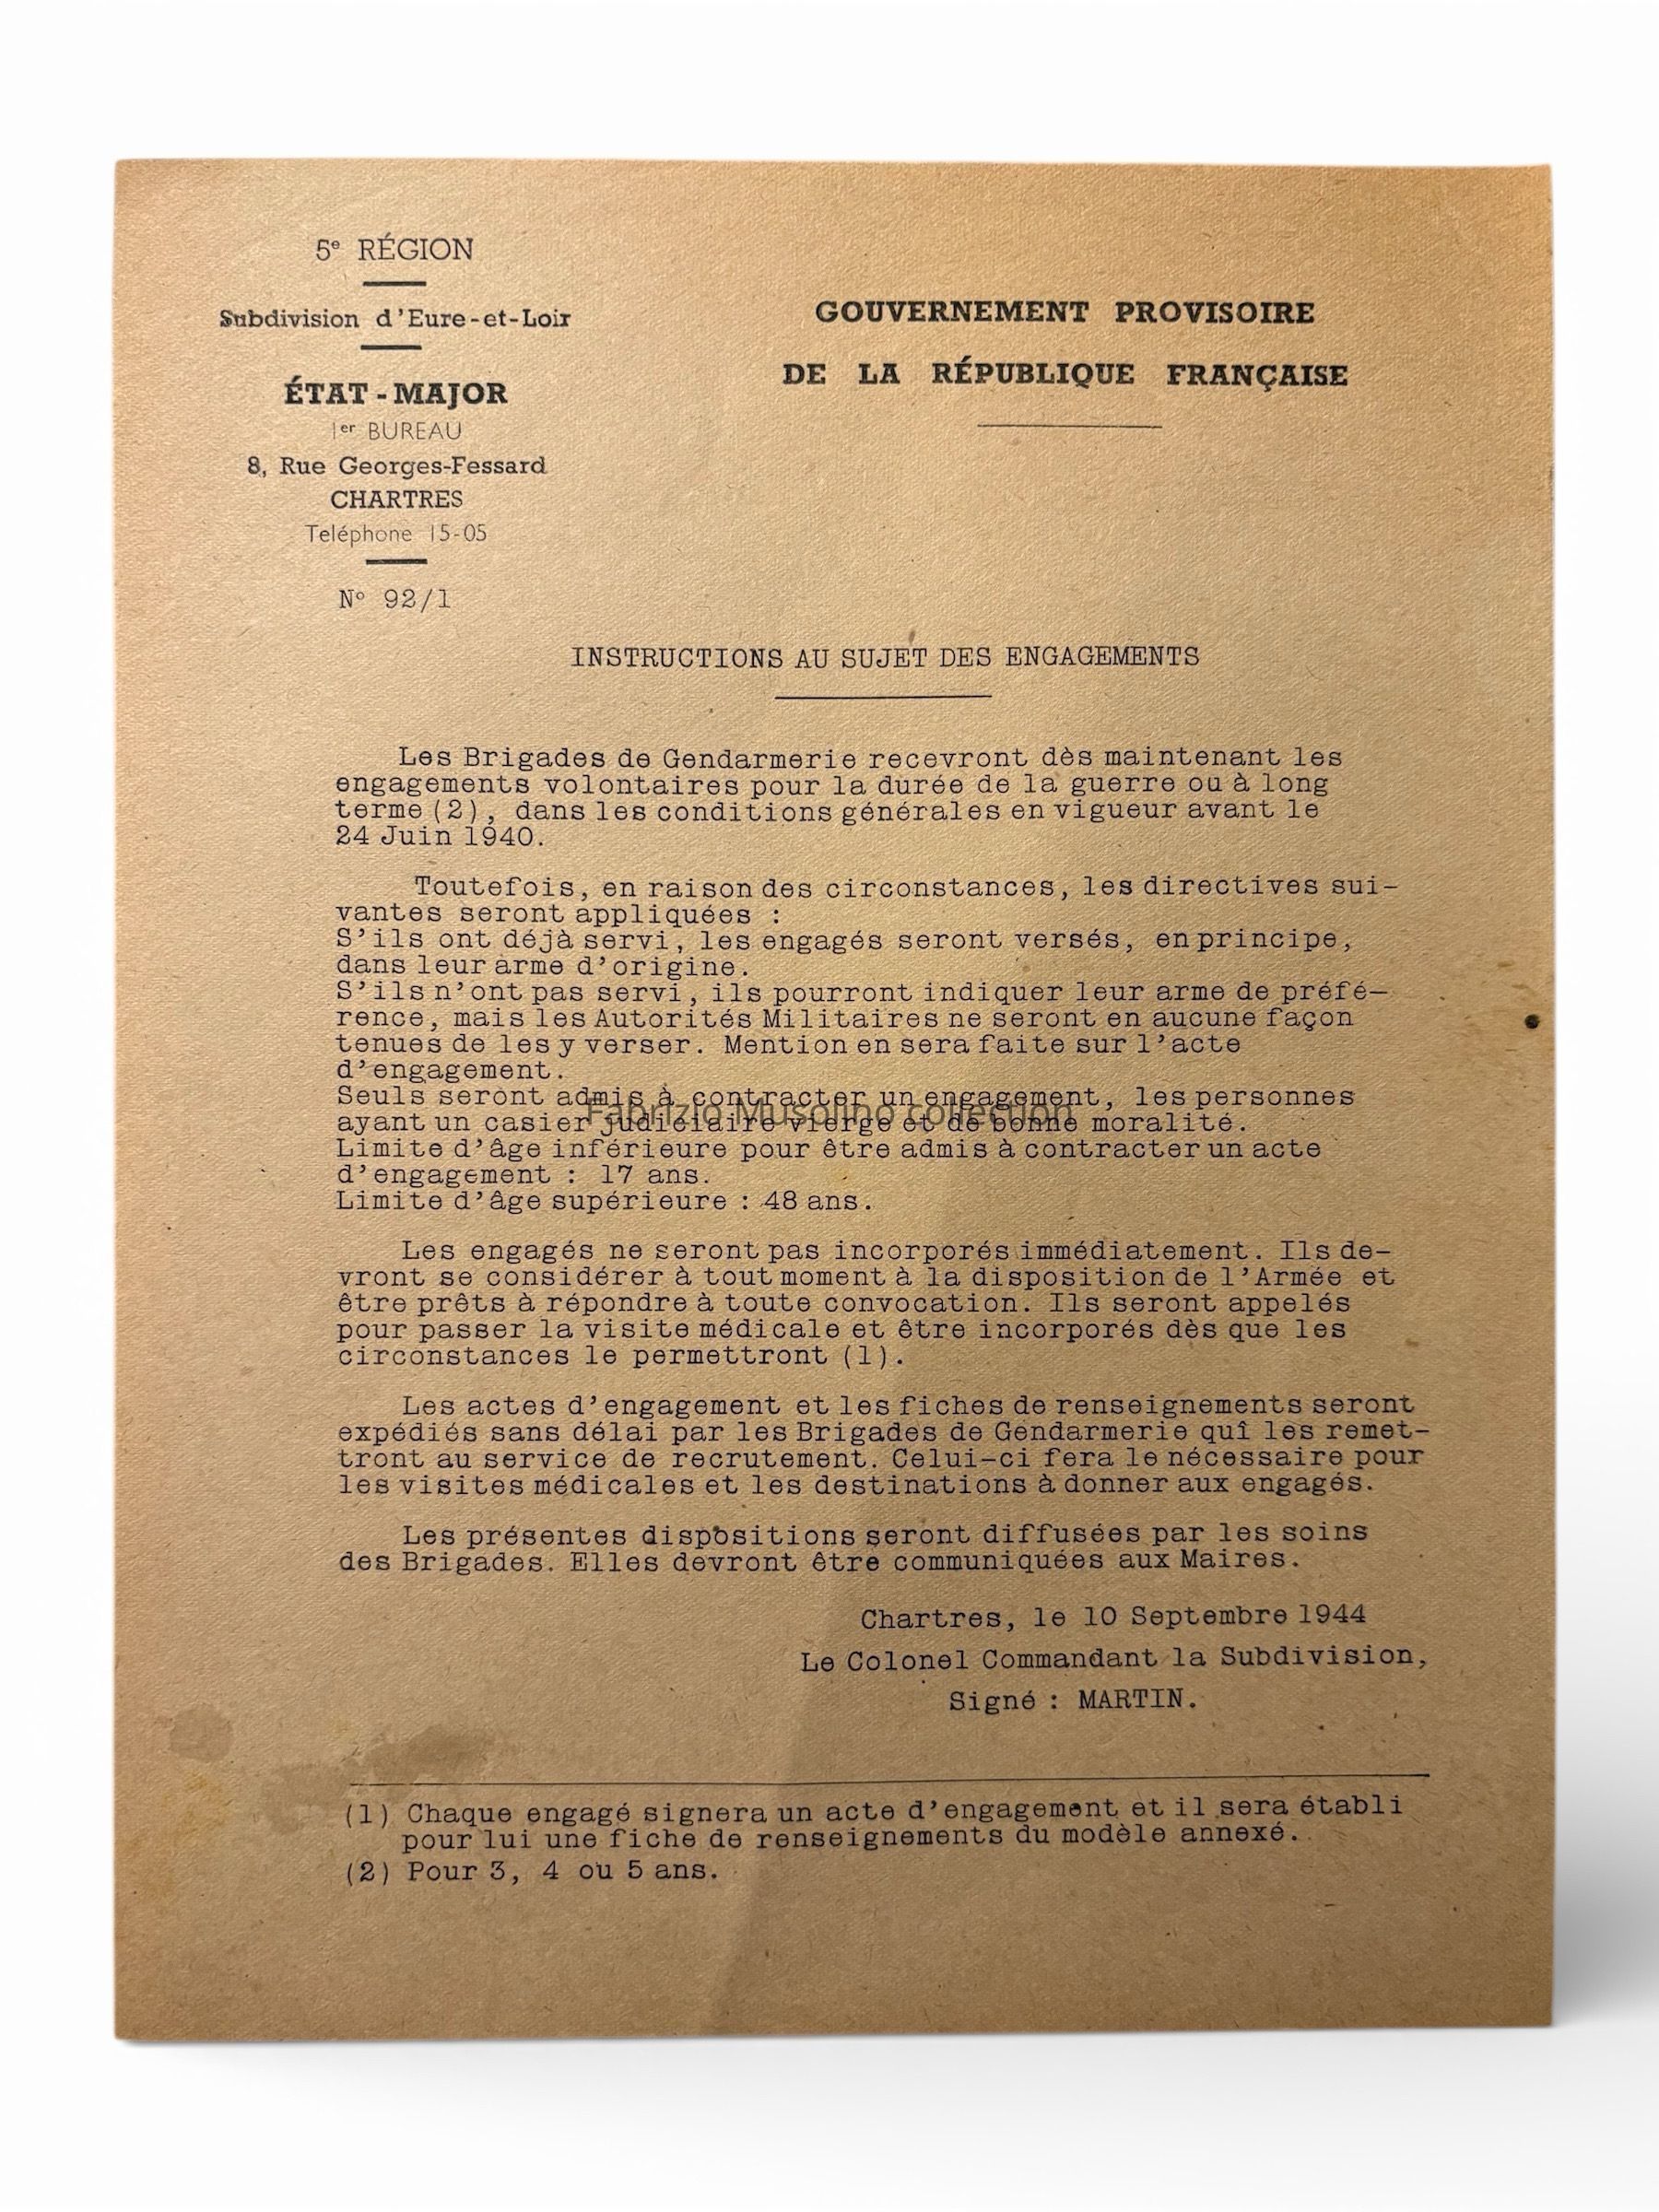 5e RÉGION
Subdivision d'Eure-et-Loir
ÉTAT-MAJOR
1er BUREAU
8, Rue Georges-Fessard
CHARTRES
Teléphone 15-05
N° 92/1
GOUVERNEMENT PROVISOIRE
DE LA RÉPUBLIQUE FRANÇAISE
INSTRUCTIONS AU SUJET DES ENGAGEMENTS
Les Brigades de Gendarmerie recevront dès maintenant les
engagements volontaires pour la durée de la guerre ou à long
terme (2), dans les conditions générales en vigueur avant le
24 Juin 1940.
Toutefois, en raison des circonstances, les directives sui-
vantes seront appliquées :
S'ils ont déjà servi, les engagés seront versés, en principe,
dans leur arme d'origine.
S'ils n'ont pas servi, ils pourront indiquer leur arme de préfé-
rence, mais les Autorités Militaires ne seront en aucune façon
tenues de les y verser. Mention en sera faite sur l'acte
d'engagement.
Seuls seront admis à contracter un engagement, les personnes
Fabrizio Musolino collection
ayant un casier judiciaire vierge et de bonne moralité.
Limite d'âge inférieure pour être admis à contracter un acte
d'engagement : 17 ans.
Limite d'âge supérieure : 48 ans.
Les engagés ne seront pas incorporés immédiatement. Ils de-
vront se considérer à tout moment à la disposition de l'Armée et
être prêts à répondre à toute convocation. Ils seront appelés
pour passer la visite médicale et être incorporés dès que les
circonstances le permettront (1).
Les actes d'engagement et les fiches de renseignements seront
expédiés sans délai par les Brigades de Gendarmerie quî les remet-
tront au service de recrutement. Celui-ci fera le nécessaire pour
les visites médicales et les destinations à donner aux engagés.
Les présentes dispositions seront diffusées par les soins
des Brigades. Elles devront être communiquées aux Maires.
Chartres, le 10 Septembre 1944
Le Colonel Commandant la Subdivision,
Signé : MARTIN.
(1) Chaque engagé signera un acte d'engagement et il sera établi
pour lui une fiche de renseignements du modèle annexé.
(2) Pour 3, 4 ou 5 ans.